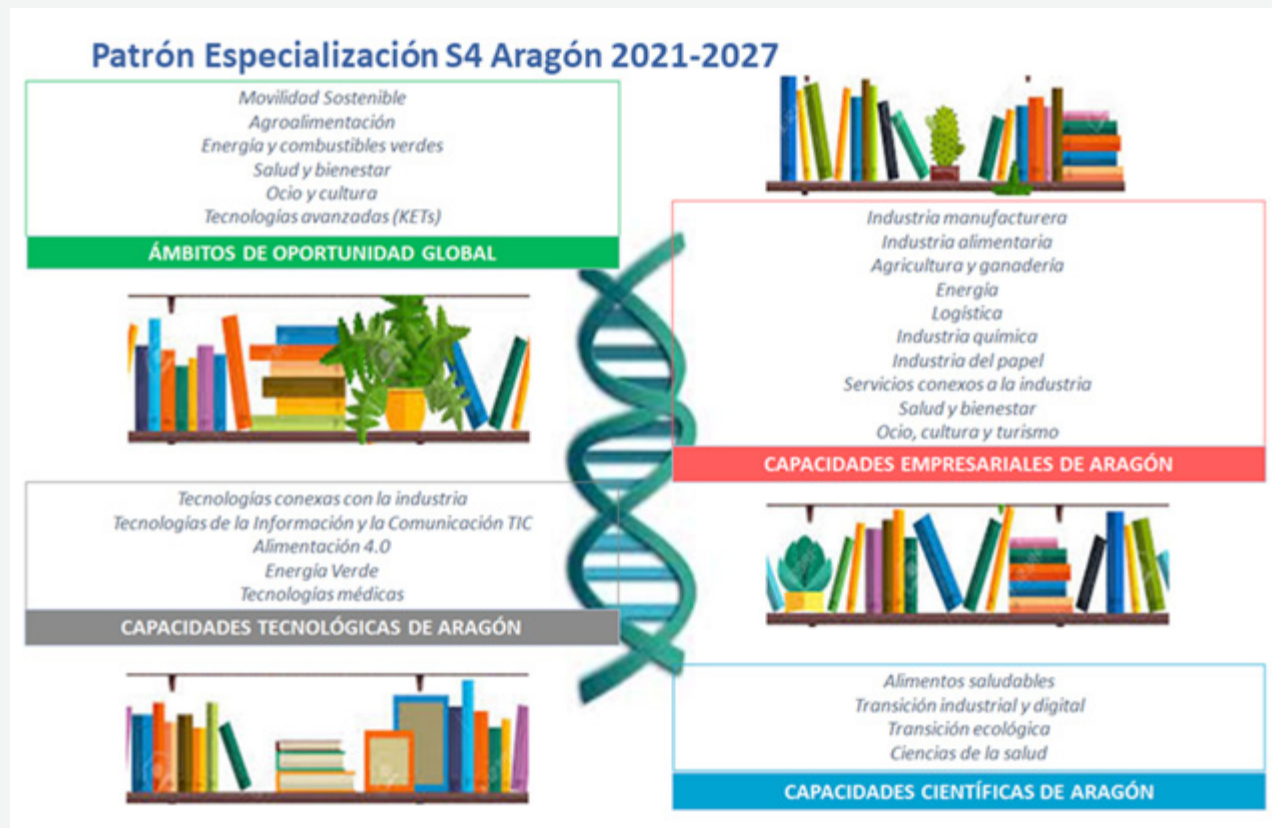 Patrón Especialización S4 Aragón 2021-2027
Movilidad Sostenible
Agroalimentación
Energía y combustibles verdes
Salud y bienestar
Ocio y cultura
Tecnologías avanzadas (KETs)
ÁMBITOS DE OPORTUNIDAD GLOBAL
Industria manufacturera
Industria alimentaria
Agricultura y ganadería
Energía
Logística
Industria química
Industria del papel
Servicios conexos a la industria
Salud y bienestar
Ocio, cultura y turismo
CAPACIDADES EMPRESARIALES DE ARAGÓN
Tecnologías conexas con la industria
Tecnologías de la Información y la Comunicación TIC
Alimentación 4.0
Energía Verde
Tecnologías médicas
CAPACIDADES TECNOLÓGICAS DE ARAGÓN
Alimentos saludables
Transición industrial y digital
Transición ecológica
Ciencias de la salud
CAPACIDADES CIENTÍFICAS DE ARAGÓN